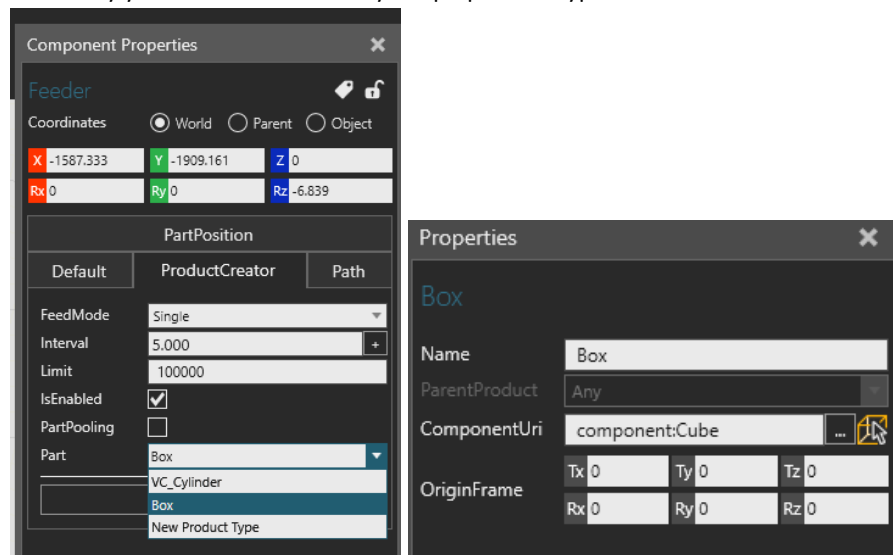 Component Properties
Feeder
Coordinates World Parent Object
X -1587.333 Y -1909.161 Z 0
Rx 0 Ry 0 Rz -6.839
PartPosition
Default ProductCreator Path
FeedMode Single
Interval 5.000 +
Limit 100000
IsEnabled
PartPooling
Part Box
VC_Cylinder
Box
New Product Type
Properties
Box
Name Box
ParentProduct Any
ComponentUri component:Cube ...
OriginFrame
Tx 0 Ty 0 Tz 0
Rx 0 Ry 0 Rz 0